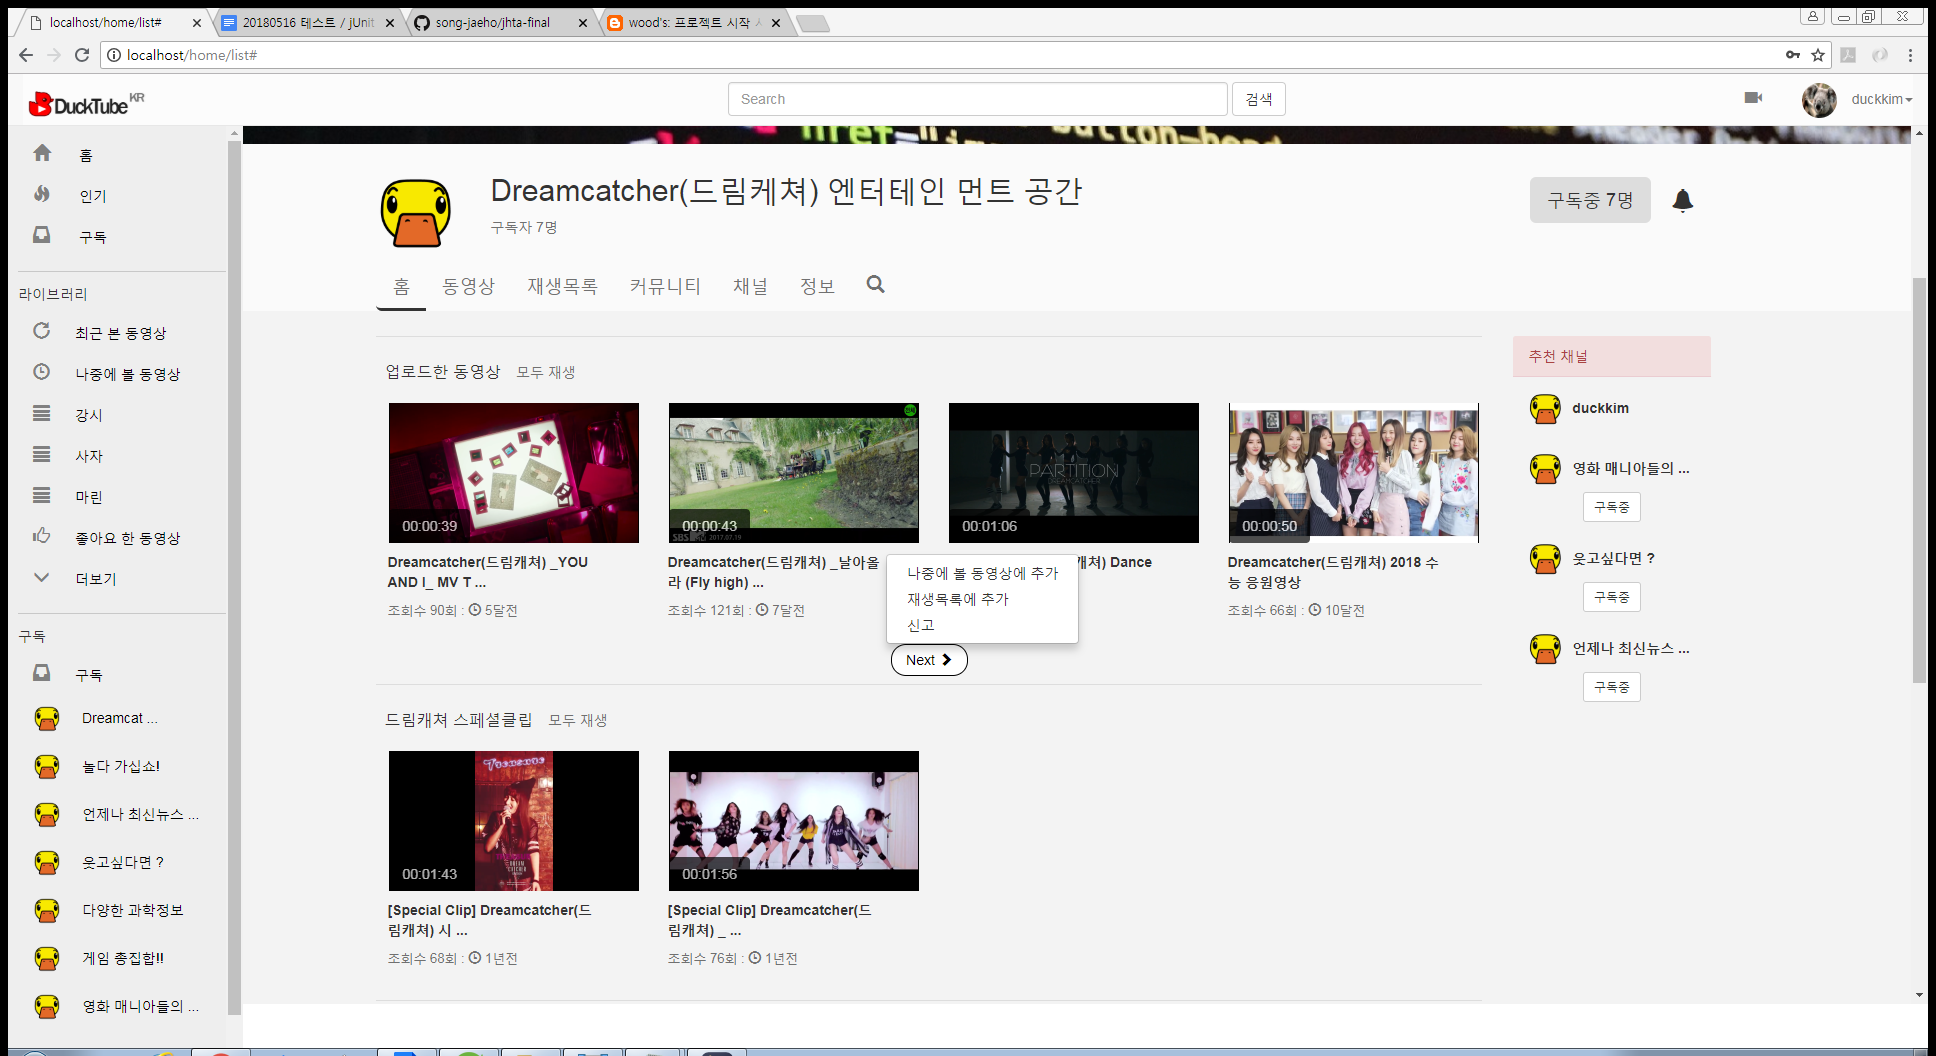 localhost/home/list#
20180516 테스트 / jUnit
song-jaeho/jhta-final
wood's: 프로젝트 시작
localhost/home/list#
DuckTube KR
Search
검색
duckkim
홈
인기
구독
라이브러리
최근 본 동영상
나중에 볼 동영상
강시
사자
마린
좋아요 한 동영상
더보기
구독
구독
Dreamcat ...
놀다 가십쇼!
언제나 최신뉴스 ...
웃고싶다면 ?
다양한 과학정보
게임 총집합!!
영화 매니아들의 ...
href=
button=head
Dreamcatcher(드림케쳐) 엔터테인 먼트 공간
구독자 7명
구독중 7명
홈 동영상 재생목록 커뮤니티 채널 정보
업로드한 동영상 모두 재생
00:00:39
Dreamcatcher(드림캐쳐) _YOU
AND I_ MV T ...
조회수 90회 : 5달전
00:00:43
SBS MTV 2017.07.19
Dreamcatcher(드림캐쳐) _날아올
라 (Fly high) ...
조회수 121회 : 7달전
PARTITION
DREAMCATCHER
00:01:06
캐쳐) Dance
00:00:50
Dreamcatcher(드림캐쳐) 2018 수
능 응원영상
조회수 66회 : 10달전
나중에 볼 동영상에 추가
재생목록에 추가
신고
Next
드림캐쳐 스페셜클립 모두 재생
00:01:43
[Special Clip] Dreamcatcher(드
림캐쳐) 시 ...
조회수 68회 : 1년전
00:01:56
[Special Clip] Dreamcatcher(드
림캐쳐) _ ...
조회수 76회 : 1년전
추천 채널
duckkim
영화 매니아들의 ...
구독중
웃고싶다면 ?
구독중
언제나 최신뉴스 ...
구독중